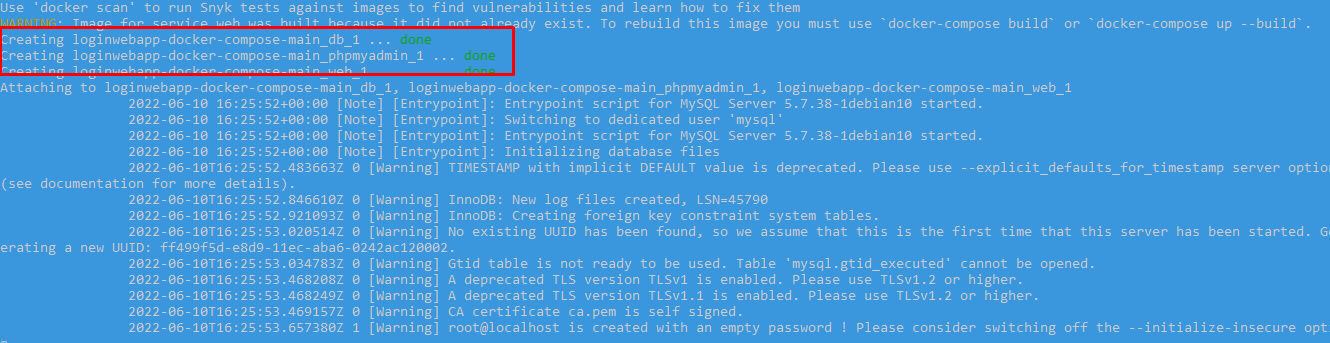 Use 'docker scan' to run Snyk tests against images to find vulnerabilities and learn how to fix them
WARNING: Image for service web was built because it did not already exist. To rebuild this image you must use `docker-compose build` or `docker-compose up --build`.
Creating loginwebapp-docker-compose-main_db_1 ... done
Creating loginwebapp-docker-compose-main_phpmyadmin_1 ... done
Creating loginwebapp-docker-compose-main_web_1 done
Attaching to loginwebapp-docker-compose-main_db_1, loginwebapp-docker-compose-main_phpmyadmin_1, loginwebapp-docker-compose-main_web_1
2022-06-10 16:25:52+00:00 [Note] [Entrypoint]: Entrypoint script for MySQL Server 5.7.38-1debian10 started.
2022-06-10 16:25:52+00:00 [Note] [Entrypoint]: Switching to dedicated user 'mysql'
2022-06-10 16:25:52+00:00 [Note] [Entrypoint]: Entrypoint script for MySQL Server 5.7.38-1debian10 started.
2022-06-10 16:25:52+00:00 [Note] [Entrypoint]: Initializing database files
2022-06-10T16:25:52.483663Z 0 [Warning] TIMESTAMP with implicit DEFAULT value is deprecated. Please use --explicit_defaults_for_timestamp server option
(see documentation for more details).
2022-06-10T16:25:52.846610Z 0 [Warning] InnoDB: New log files created, LSN=45790
2022-06-10T16:25:52.921093Z 0 [Warning] InnoDB: Creating foreign key constraint system tables.
2022-06-10T16:25:53.020514Z 0 [Warning] No existing UUID has been found, so we assume that this is the first time that this server has been started. Ge
erating a new UUID: ff499f5d-e8d9-11ec-aba6-0242ac120002.
2022-06-10T16:25:53.034783Z 0 [Warning] Gtid table is not ready to be used. Table 'mysql.gtid_executed' cannot be opened.
2022-06-10T16:25:53.468208Z 0 [Warning] A deprecated TLS version TLSv1 is enabled. Please use TLSv1.2 or higher.
2022-06-10T16:25:53.468249Z 0 [Warning] A deprecated TLS version TLSv1.1 is enabled. Please use TLSv1.2 or higher.
2022-06-10T16:25:53.469157Z 0 [Warning] CA certificate ca.pem is self signed.
2022-06-10T16:25:53.657380Z 1 [Warning] root@localhost is created with an empty password ! Please consider switching off the --initialize-insecure opti